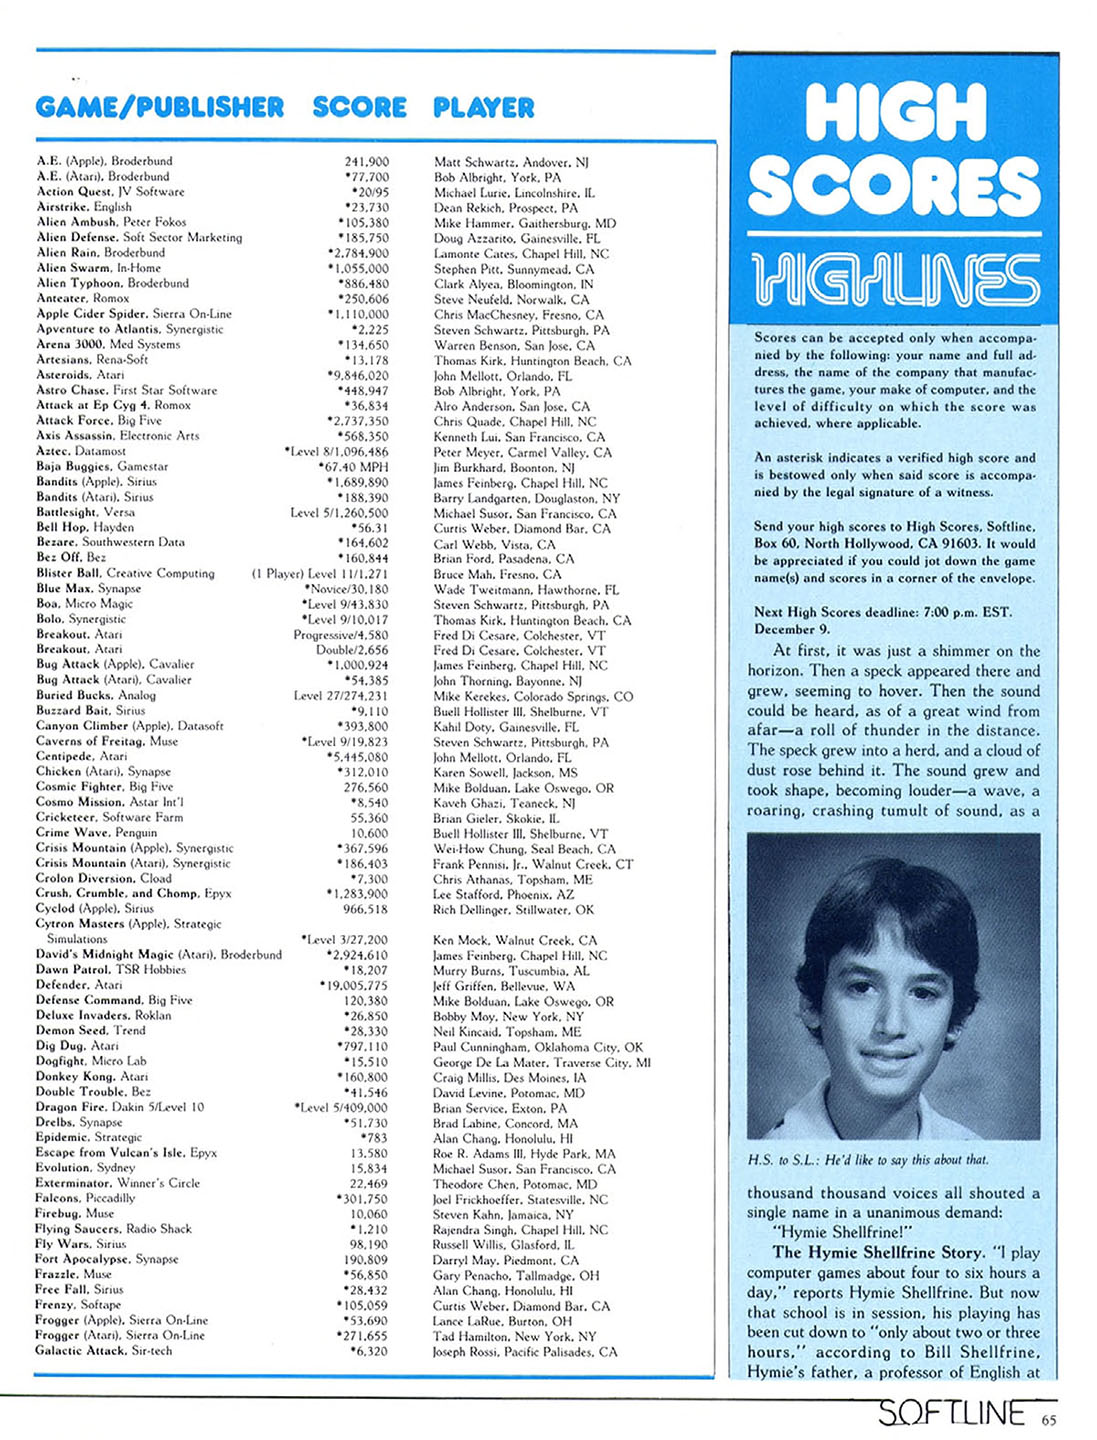 GAME/PUBLISHER SCORE PLAYER
A.E. (Apple), Broderbund 241,900 Matt Schwartz, Andover, NJ
A.E. (Atari), Broderbund *77,700 Bob Albright, York, PA
Action Quest, JV Software *20/95 Michael Lurie, Lincolnshire, IL
Airstrike, English *23,730 Dean Rekich, Prospect, PA
Alien Ambush, Peter Fokos *105,380 Mike Hammer, Gaithersburg, MD
Alien Defense, Soft Sector Marketing *185,750 Doug Azzarito, Gainesville, FL
Alien Rain, Broderbund *2,784,900 Lamonte Cates, Chapel Hill, NC
Alien Swarm, In-Home *1,055,000 Stephen Pitt, Sunnymead, CA
Alien Typhoon, Broderbund *886,480 Clark Alyea, Bloomington, IN
Anteater, Romox *250,606 Steve Neufeld, Norwalk, CA
Apple Cider Spider, Sierra On-Line *1,110,000 Chris MacChesney, Fresno, CA
Apventure to Atlantis, Synergistic *2,225 Steven Schwartz, Pittsburgh, PA
Arena 3000, Med Systems *134,650 Warren Benson, San Jose, CA
Artesians, Rena-Soft *13,178 Thomas Kirk, Huntington Beach, CA
Asteroids, Atari *9,846,020 John Mellott, Orlando, FL
Astro Chase, First Star Software *448,947 Bob Albright, York, PA
Attack at Ep Cyg 4, Romox *36,834 Alro Anderson, San Jose, CA
Attack Force, Big Five *2,737,350 Chris Quade, Chapel Hill, NC
Axis Assassin, Electronic Arts *568,350 Kenneth Lui, San Francisco, CA
Aztec, Datamost *Level 8/1,096,486 Peter Meyer, Carmel Valley, CA
Baja Buggies, Gamestar *67.40 MPH Jim Burkhard, Boonton, NJ
Bandits (Apple), Sirius *1,689,890 James Feinberg, Chapel Hill, NC
Bandits (Atari), Sirius *188,390 Barry Landgarten, Douglaston, NY
Battlesight, Versa Level 5/1,260,500 Michael Susor, San Francisco, CA
Bell Hop, Hayden *56.31 Curtis Weber, Diamond Bar, CA
Bezare, Southwestern Data *164,602 Carl Webb, Vista, CA
Bez Off, Bez *160,844 Brian Ford, Pasadena, CA
Blister Ball, Creative Computing (1 Player) Level 11/1,271 Bruce Mah, Fresno, CA
Blue Max, Synapse *Novice/30,180 Wade Tweitmann, Hawthorne, FL
Boa, Micro Magic *Level 9/43,830 Steven Schwartz, Pittsburgh, PA
Bolo, Synergistic *Level 9/10,017 Thomas Kirk, Huntington Beach, CA
Breakout, Atari Progressive/4,580 Fred Di Cesare, Colchester, VT
Breakout, Atari Double/2,656 Fred Di Cesare, Colchester, VT
Bug Attack (Apple), Cavalier *1,000,924 James Feinberg, Chapel Hill, NC
Bug Attack (Atari), Cavalier *54,385 John Thorning, Bayonne, NJ
Buried Bucks, Analog Level 27/274,231 Mike Kerekes, Colorado Springs, CO
Buzzard Bait, Sirius *9,110 Buell Hollister III, Shelburne, VT
Canyon Climber (Apple), Datasoft *393,800 Kahil Doty, Gainesville, FL
Caverns of Freitag, Muse *Level 9/19,823 Steven Schwartz, Pittsburgh, PA
Centipede, Atari *5,445,080 John Mellott, Orlando, FL
Chicken (Atari), Synapse *312,010 Karen Sowell, Jackson, MS
Cosmic Fighter, Big Five 276,560 Mike Bolduan, Lake Oswego, OR
Cosmo Mission, Astar Int'l *8,540 Kaveh Ghazi, Teaneck, NJ
Cricketeer, Software Farm 55,360 Brian Gieler, Skokie, IL
Crime Wave, Penguin 10,600 Buell Hollister III, Shelburne, VT
Crisis Mountain (Apple), Synergistic *367,596 Wei-How Chung, Seal Beach, CA
Crisis Mountain (Atari), Synergistic *186,403 Frank Pennisi, Jr., Walnut Creek, CT
Crolon Diversion, Cload *7,300 Chris Athanas, Topsham, ME
Crush, Crumble, and Chomp, Epyx *1,283,900 Lee Stafford, Phoenix, AZ
Cyclod (Apple), Sirius 966,518 Rich Dellinger, Stillwater, OK
Cytron Masters (Apple), Strategic
Simulations *Level 3/27,200 Ken Mock, Walnut Creek, CA
David's Midnight Magic (Atari), Broderbund *2,924,610 James Feinberg, Chapel Hill, NC
Dawn Patrol, TSR Hobbies *18,207 Murry Burns, Tuscumbia, AL
Defender, Atari *19,005,775 Jeff Griffen, Bellevue, WA
Defense Command, Big Five 120,380 Mike Bolduan, Lake Oswego, OR
Deluxe Invaders, Roklan *26,850 Bobby Moy, New York, NY
Demon Seed, Trend *28,330 Neil Kincaid, Topsham, ME
Dig Dug, Atari *797,110 Paul Cunningham, Oklahoma City, OK
Dogfight, Micro Lab *15,510 George De La Mater, Traverse City, MI
Donkey Kong, Atari *160,800 Craig Millis, Des Moines, IA
Double Trouble, Bez *41,546 David Levine, Potomac, MD
Dragon Fire, Dakin 5/Level 10 *Level 5/409,000 Brian Service, Exton, PA
Drelbs, Synapse *51,730 Brad Labine, Concord, MA
Epidemic, Strategic *783 Alan Chang, Honolulu, HI
Escape from Vulcan's Isle, Epyx 13,580 Roe R. Adams III, Hyde Park, MA
Evolution, Sydney 15,834 Michael Susor, San Francisco, CA
Exterminator, Winner's Circle 22,469 Theodore Chen, Potomac, MD
Falcons, Piccadilly *301,750 Joel Frickhoeffer, Statesville, NC
Firebug, Muse 10,060 Steven Kahn, Jamaica, NY
Flying Saucers, Radio Shack *1,210 Rajendra Singh, Chapel Hill, NC
Fly Wars, Sirius 98,190 Russell Willis, Glasford, IL
Fort Apocalypse, Synapse 190,809 Darryl May, Piedmont, CA
Frazzle, Muse *56,850 Gary Penacho, Tallmadge, OH
Free Fall, Sirius *28,432 Alan Chang, Honolulu, HI
Frenzy, Softape *105,059 Curtis Weber, Diamond Bar, CA
Frogger (Apple), Sierra On-Line *53,690 Lance LaRue, Burton, OH
Frogger (Atari), Sierra On-Line *271,655 Tad Hamilton, New York, NY
Galactic Attack, Sir-tech *6,320 Joseph Rossi, Pacific Palisades, CA
HIGH
SCORES
HIGHLINES
Scores can be accepted only when accompa-
nied by the following: your name and full ad-
dress, the name of the company that manufac-
tures the game, your make of computer, and the
level of difficulty on which the score was
achieved, where applicable.
An asterisk indicates a verified high score and
is bestowed only when said score is accompa-
nied by the legal signature of a witness.
Send your high scores to High Scores, Softline,
Box 60, North Hollywood, CA 91603. It would
be appreciated if you could jot down the game
name(s) and scores in a corner of the envelope.
Next High Scores deadline: 7:00 p.m. EST.
December 9.
At first, it was just a shimmer on the
horizon. Then a speck appeared there and
grew, seeming to hover. Then the sound
could be heard, as of a great wind from
afar—a roll of thunder in the distance.
The speck grew into a herd, and a cloud of
dust rose behind it. The sound grew and
took shape, becoming louder—a wave, a
roaring, crashing tumult of sound, as a
H.S. to S.L.: He'd like to say this about that.
thousand thousand voices all shouted a
single name in a unanimous demand:
"Hymie Shellfrine!"
The Hymie Shellfrine Story. "I play
computer games about four to six hours a
day," reports Hymie Shellfrine. But now
that school is in session, his playing has
been cut down to "only about two or three
hours," according to Bill Shellfrine,
Hymie's father, a professor of English at
SOFTLINE 65